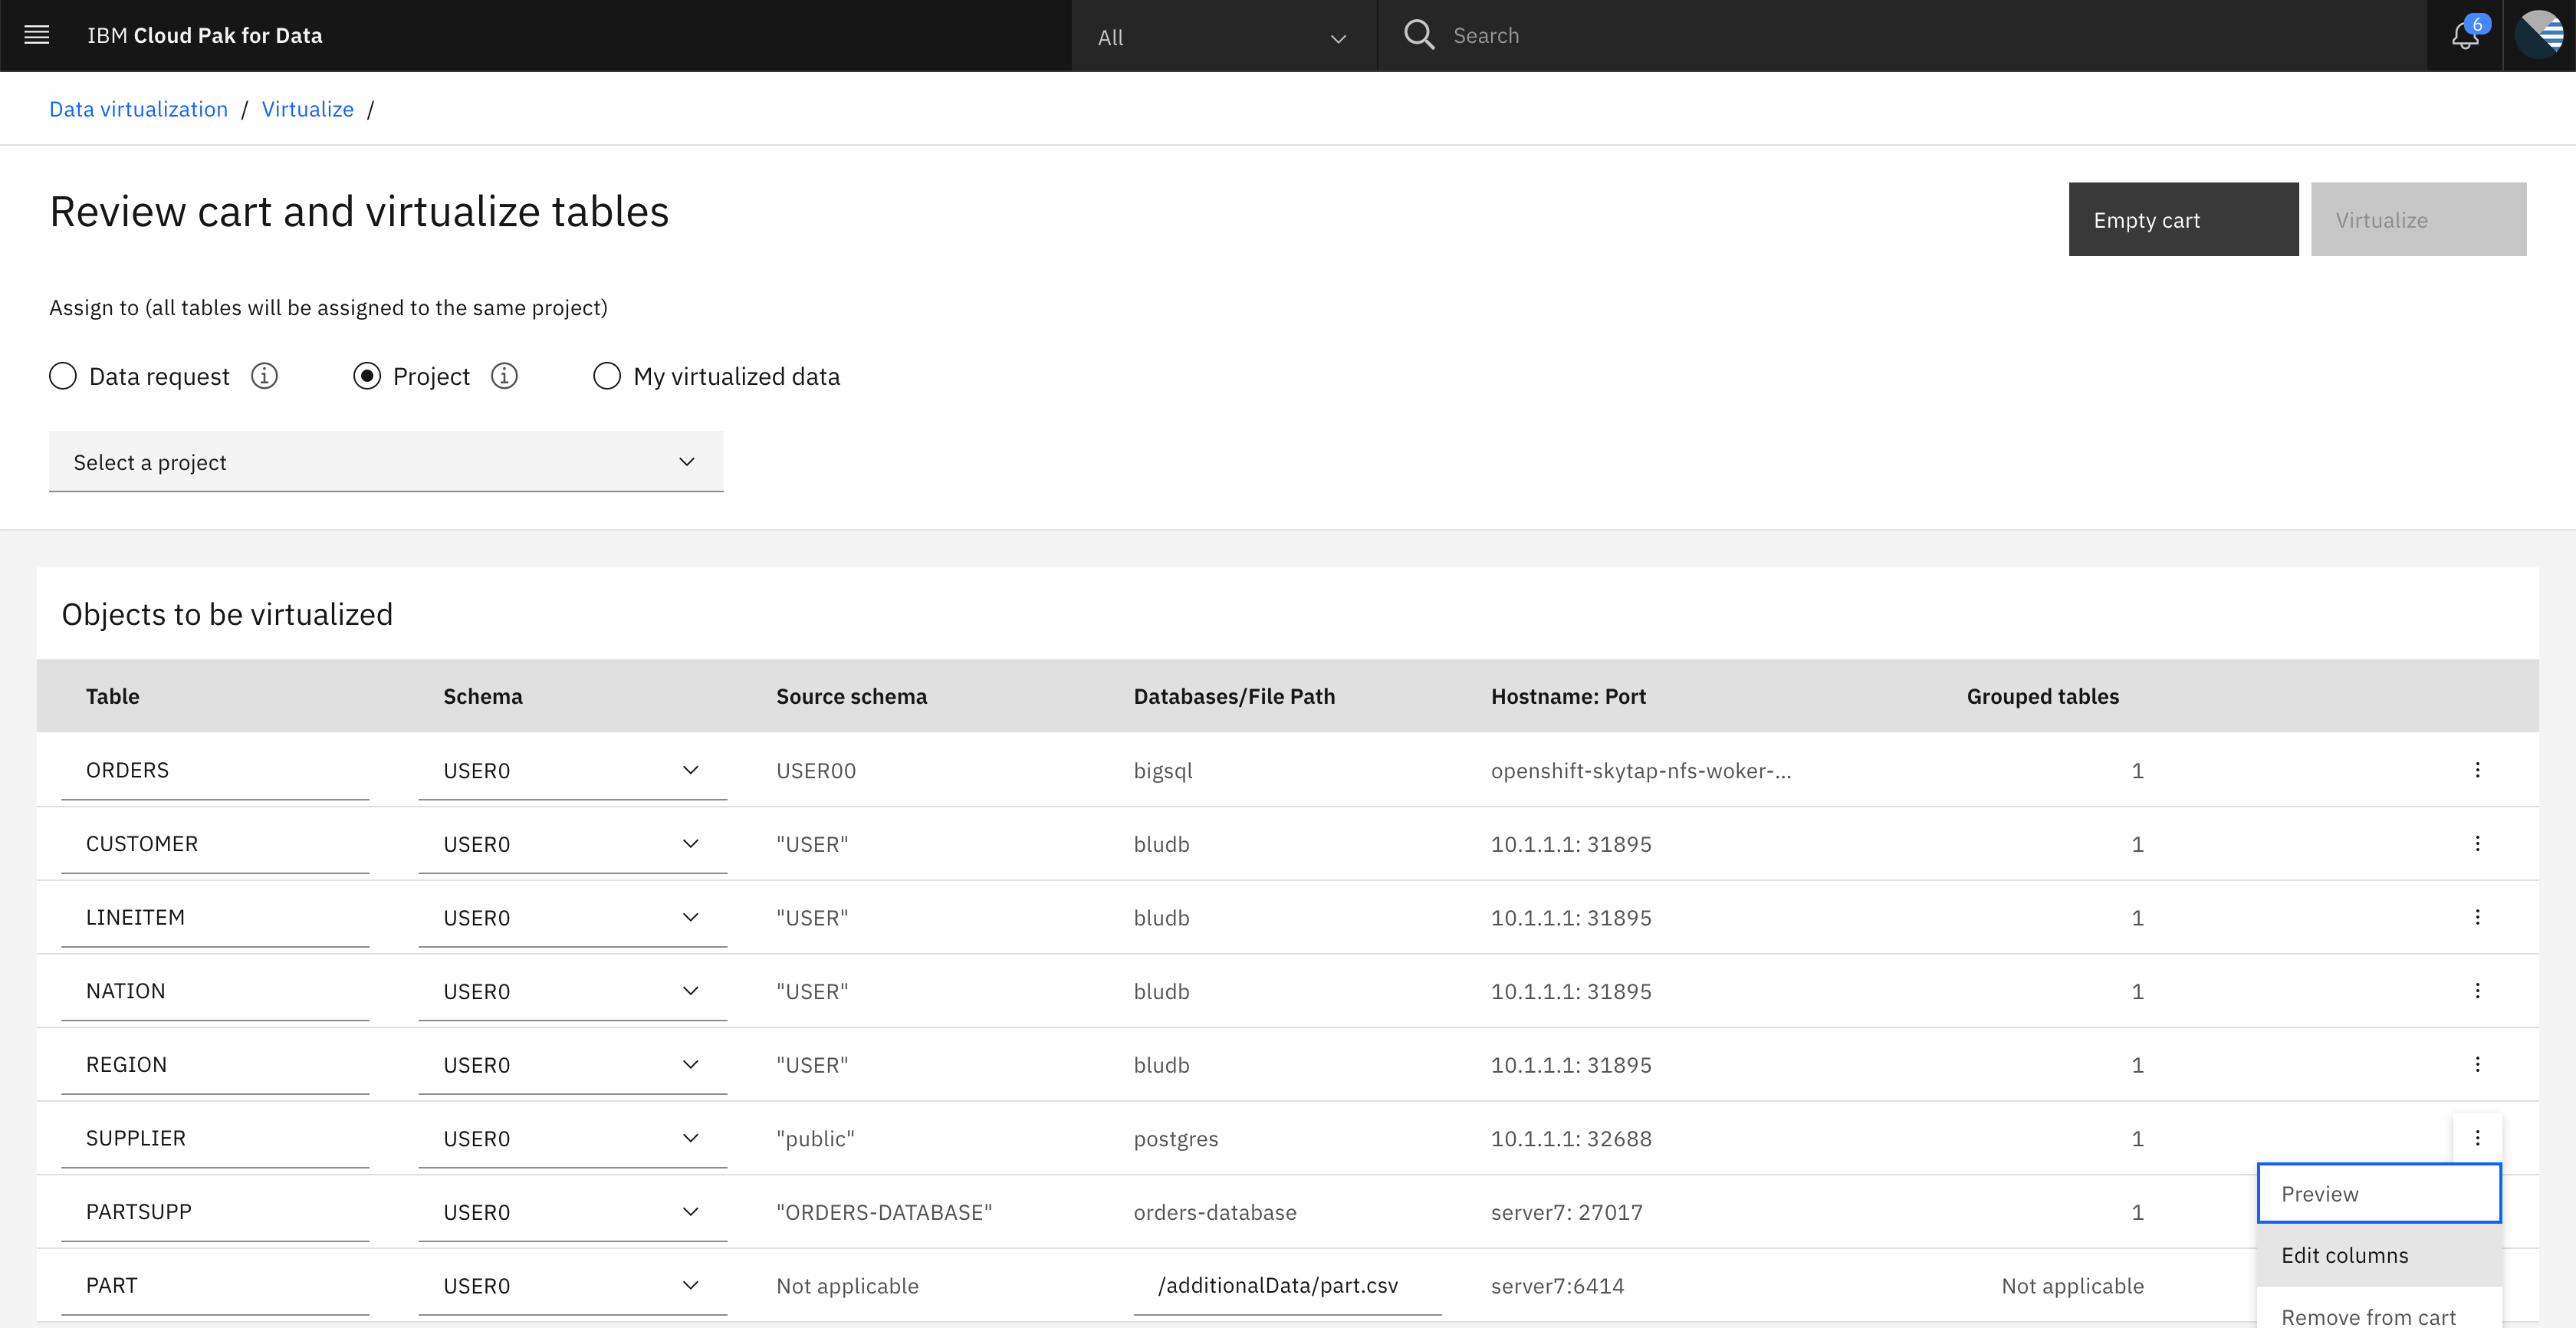 IBM Cloud Pak for Data All Search 6
Data virtualization / Virtualize /
Review cart and virtualize tables Empty cart Virtualize
Assign to (all tables will be assigned to the same project)
Data request Project My virtualized data
Select a project
Objects to be virtualized
Table Schema Source schema Databases/File Path Hostname: Port Grouped tables
ORDERS USER0 USER00 bigsql openshift-skytap-nfs-woker-... 1
CUSTOMER USER0 "USER" bludb 10.1.1.1: 31895 1
LINEITEM USER0 "USER" bludb 10.1.1.1: 31895 1
NATION USER0 "USER" bludb 10.1.1.1: 31895 1
REGION USER0 "USER" bludb 10.1.1.1: 31895 1
SUPPLIER USER0 "public" postgres 10.1.1.1: 32688 1
Preview
PARTSUPP USER0 "ORDERS-DATABASE" orders-database server7: 27017 1
Edit columns
PART USER0 Not applicable /additionalData/part.csv server7:6414 Not applicable
Remove from cart